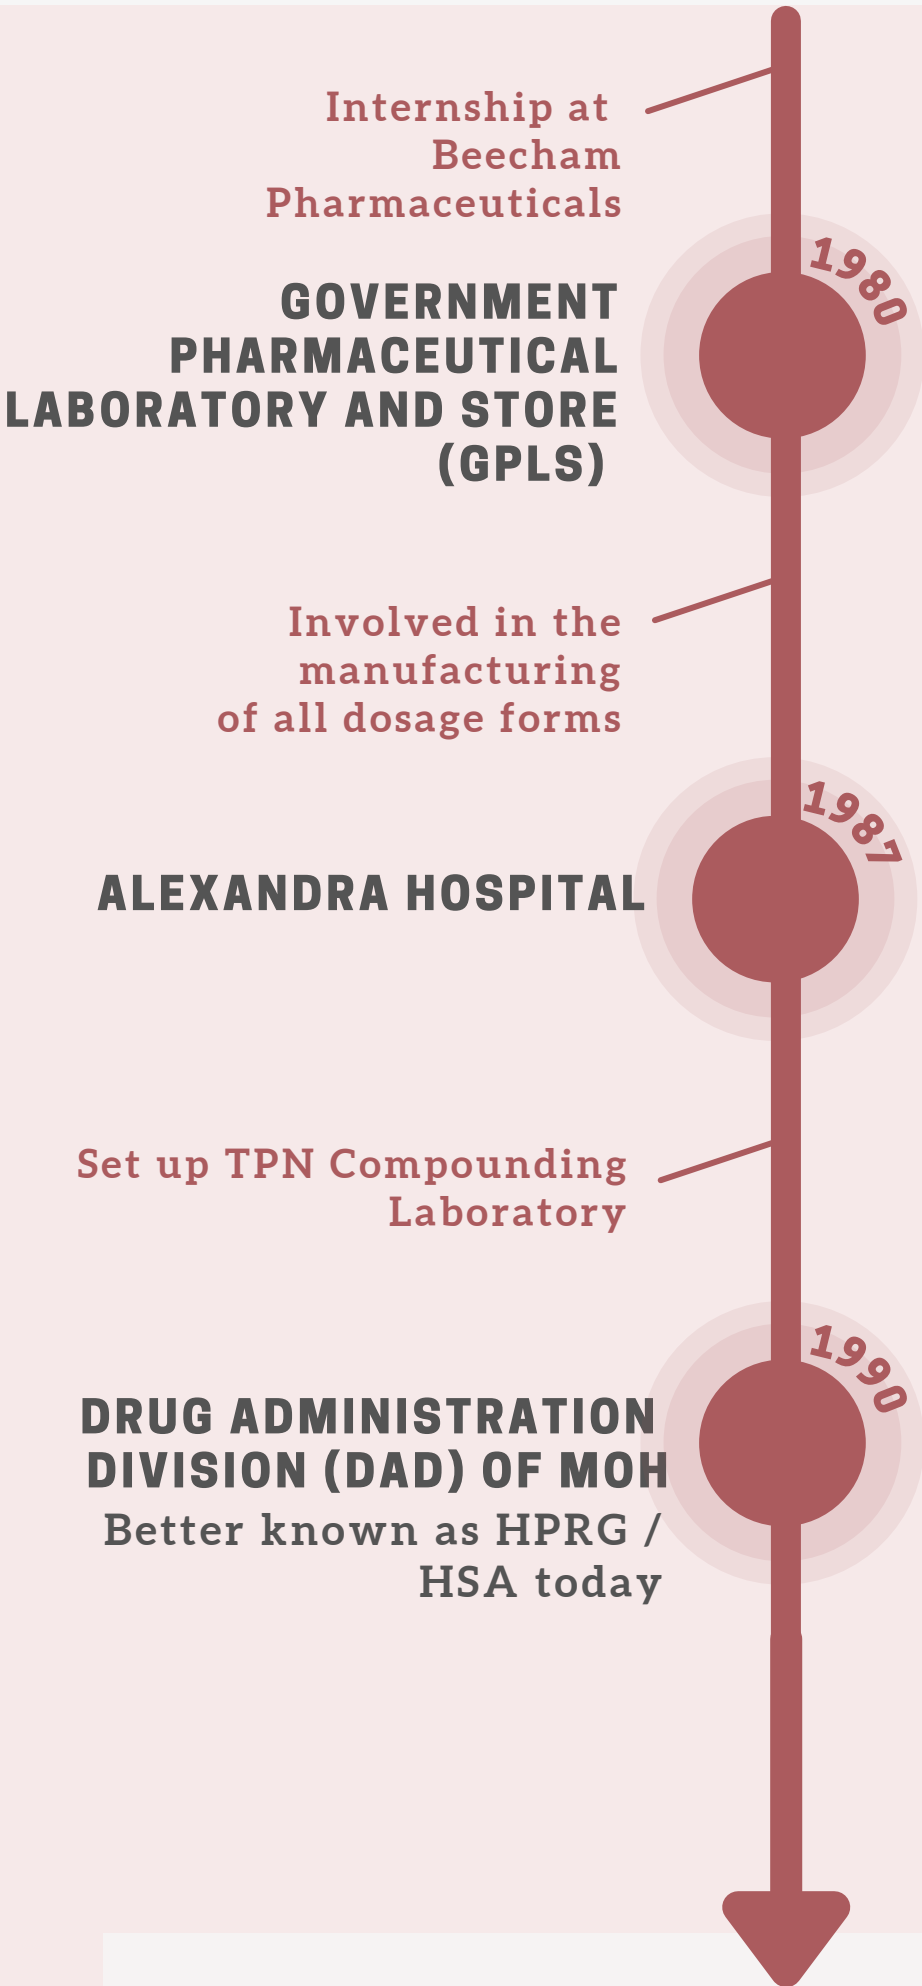 Internship at
Beecham
Pharmaceuticals
1980
GOVERNMENT
PHARMACEUTICAL
LABORATORY AND STORE
(GPLS)
Involved in the
manufacturing
of all dosage forms
1987
ALEXANDRA HOSPITAL
Set up TPN Compounding
Laboratory
1990
DRUG ADMINISTRATION
DIVISION (DAD) OF MOH
Better known as HPRG /
HSA today